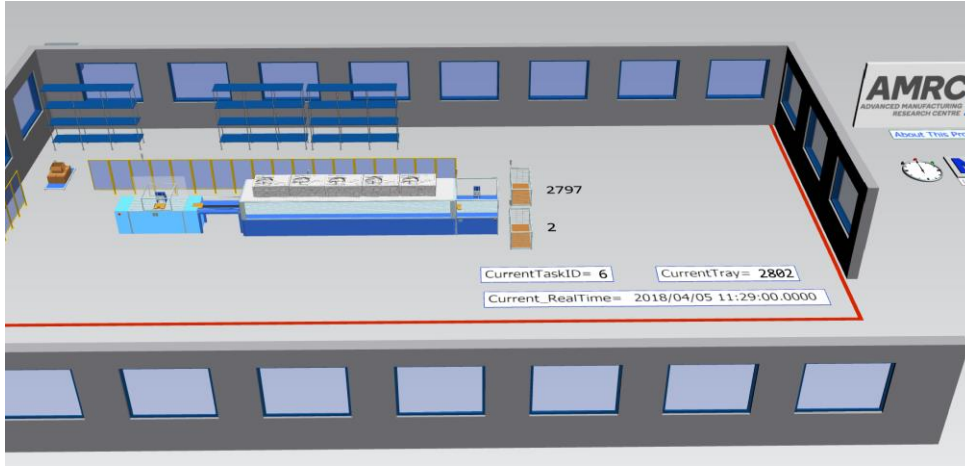 AMRC
ADVANCED MANUFACTURING
RESEARCH CENTRE
About This Pro
2797
2
CurrentTaskID= 6
CurrentTray= 2802
Current_RealTime= 2018/04/05 11:29:00.0000